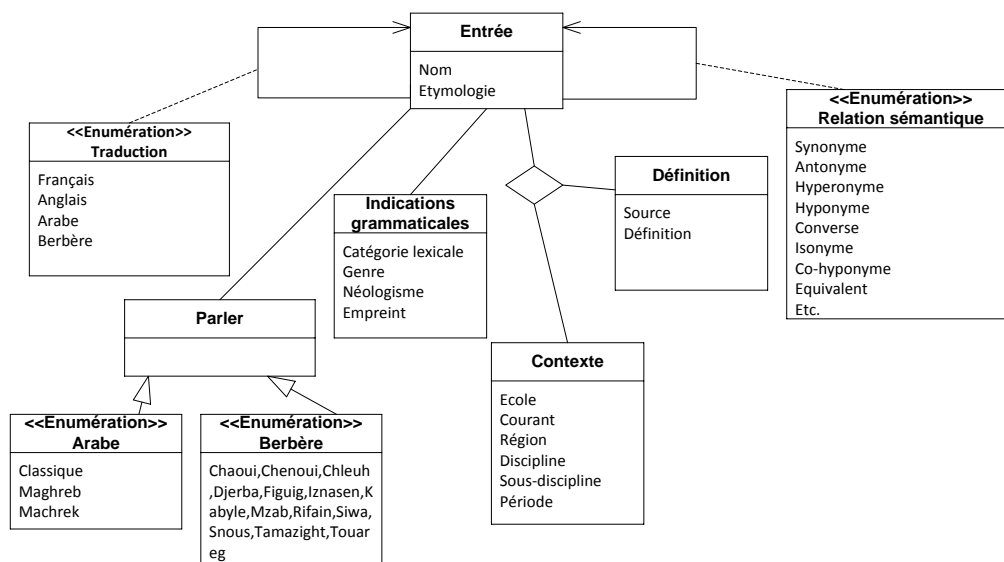 Entrée
Nom
Etymologie
<<Enumération>>
Traduction
Français
Anglais
Arabe
Berbère
<<Enumération>>
Relation sémantique
Synonyme
Antonyme
Hyperonyme
Hyponyme
Converse
Isonyme
Co-hyponyme
Equivalent
Etc.
Indications
grammaticales
Catégorie lexicale
Genre
Néologisme
Empreint
Définition
Source
Définition
Parler
Contexte
Ecole
Courant
Région
Discipline
Sous-discipline
Période
<<Enumération>>
Arabe
Classique
Maghreb
Machrek
<<Enumération>>
Berbère
Chaoui,Chenoui,Chleuh
,Djerba,Figuig,Iznasen,K
abyle,Mzab,Rifain,Siwa,
Snous,Tamazight,Touar
eg